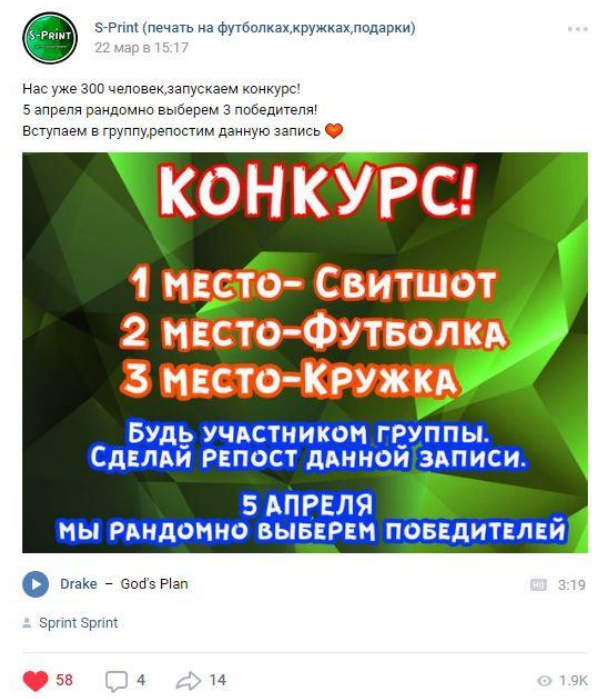 S-Print (печать на футболках,кружках,подарки)
22 мар в 15:17
S-PRINT
Нас уже 300 человек,запускаем конкурс!
5 апреля рандомно выберем 3 победителя!
Вступаем в группу,репостим данную запись
КОНКУРС!
1 МЕСТО- СВИТШОТ
2 МЕСТО-ФУТБОЛКА
3 МЕСТО-КРУЖКА
БУДЬ УЧАСТНИКОМ ГРУППЫ.
СДЕЛАЙ РЕПОСТ ДАННОЙ ЗАПИСИ.
5 АПРЕЛЯ
МЫ РАНДОМНО ВЫБЕРЕМ ПОБЕДИТЕЛЕЙ
Drake – God's Plan HQ 3:19
Sprint Sprint
58 4 14 1.9K